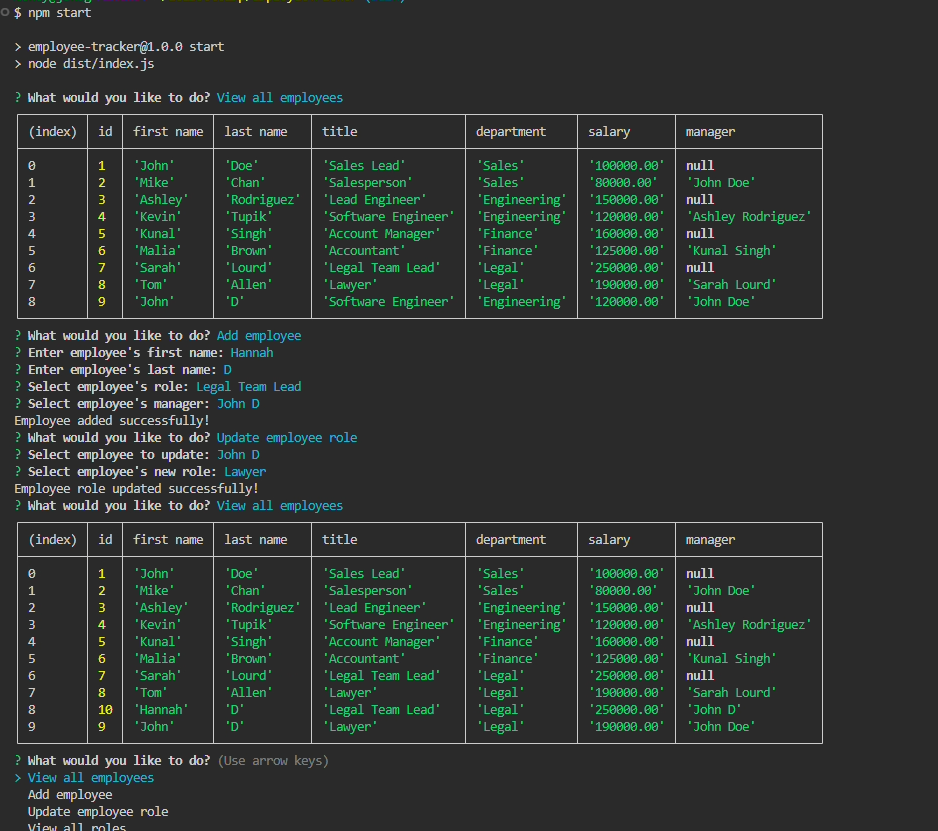 $ npm start
> employee-tracker@1.0.0 start
> node dist/index.js
? What would you like to do? View all employees
(index) id first name last name title department salary manager
0 1 'John' 'Doe' 'Sales Lead' 'Sales' '100000.00' null
1 2 'Mike' 'Chan' 'Salesperson' 'Sales' '80000.00' 'John Doe'
2 3 'Ashley' 'Rodriguez' 'Lead Engineer' 'Engineering' '150000.00' null
3 4 'Kevin' 'Tupik' 'Software Engineer' 'Engineering' '120000.00' 'Ashley Rodriguez'
4 5 'Kunal' 'Singh' 'Account Manager' 'Finance' '160000.00' null
5 6 'Malia' 'Brown' 'Accountant' 'Finance' '125000.00' 'Kunal Singh'
6 7 'Sarah' 'Lourd' 'Legal Team Lead' 'Legal' '250000.00' null
7 8 'Tom' 'Allen' 'Lawyer' 'Legal' '190000.00' 'Sarah Lourd'
8 9 'John' 'D' 'Software Engineer' 'Engineering' '120000.00' 'John Doe'
? What would you like to do? Add employee
? Enter employee's first name: Hannah
? Enter employee's last name: D
? Select employee's role: Legal Team Lead
? Select employee's manager: John D
Employee added successfully!
? What would you like to do? Update employee role
? Select employee to update: John D
? Select employee's new role: Lawyer
Employee role updated successfully!
? What would you like to do? View all employees
(index) id first name last name title department salary manager
0 1 'John' 'Doe' 'Sales Lead' 'Sales' '100000.00' null
1 2 'Mike' 'Chan' 'Salesperson' 'Sales' '80000.00' 'John Doe'
2 3 'Ashley' 'Rodriguez' 'Lead Engineer' 'Engineering' '150000.00' null
3 4 'Kevin' 'Tupik' 'Software Engineer' 'Engineering' '120000.00' 'Ashley Rodriguez'
4 5 'Kunal' 'Singh' 'Account Manager' 'Finance' '160000.00' null
5 6 'Malia' 'Brown' 'Accountant' 'Finance' '125000.00' 'Kunal Singh'
6 7 'Sarah' 'Lourd' 'Legal Team Lead' 'Legal' '250000.00' null
7 8 'Tom' 'Allen' 'Lawyer' 'Legal' '190000.00' 'Sarah Lourd'
8 10 'Hannah' 'D' 'Legal Team Lead' 'Legal' '250000.00' 'John D'
9 9 'John' 'D' 'Lawyer' 'Legal' '190000.00' 'John Doe'
? What would you like to do? (Use arrow keys)
> View all employees
Add employee
Update employee role
View all roles